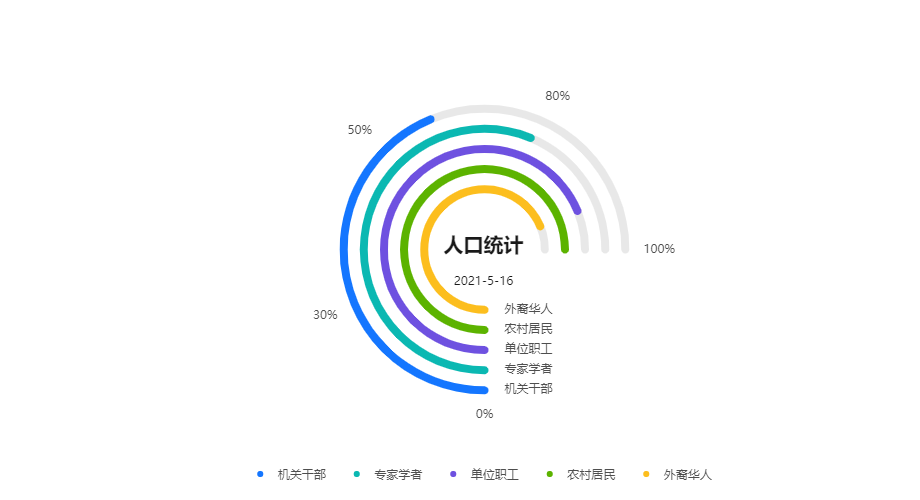 80%
50%
人口统计
100%
2021-5-16
外裔华人
30%
农村居民
单位职工
专家学者
机关干部
0%
机关干部 专家学者 单位职工 农村居民 外裔华人